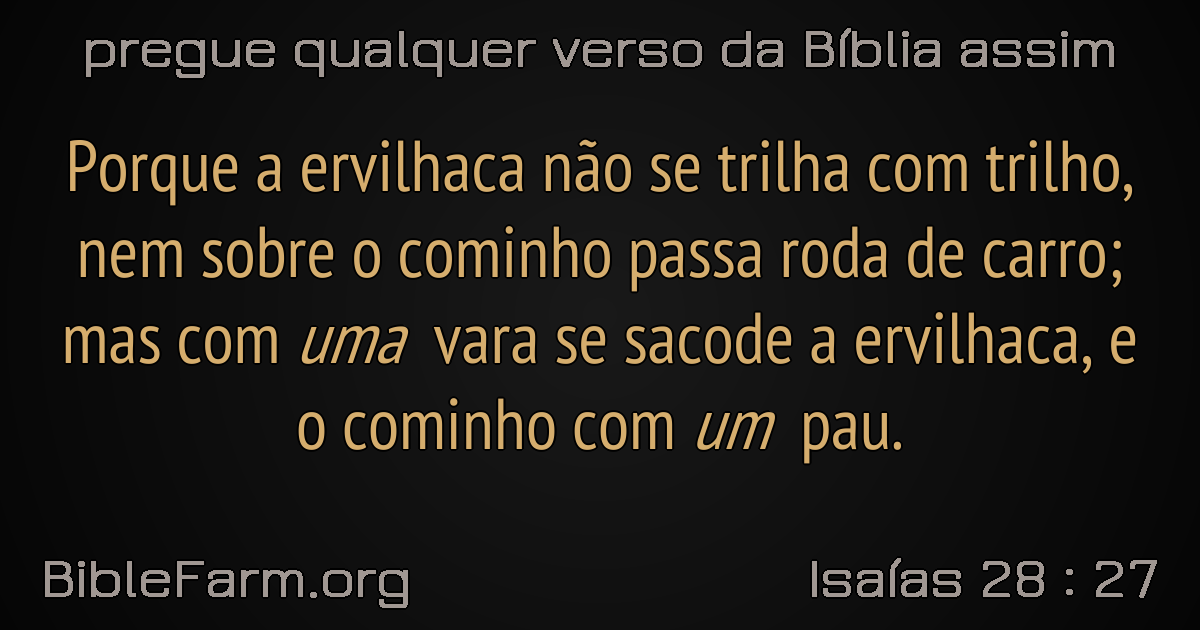 pregue qualquer verso da Bíblia assim
Porque a ervilhaca não se trilha com trilho,
nem sobre o cominho passa roda de carro;
mas com uma vara se sacode a ervilhaca, e
o cominho com um pau.
BibleFarm.org
Isaías 28 : 27